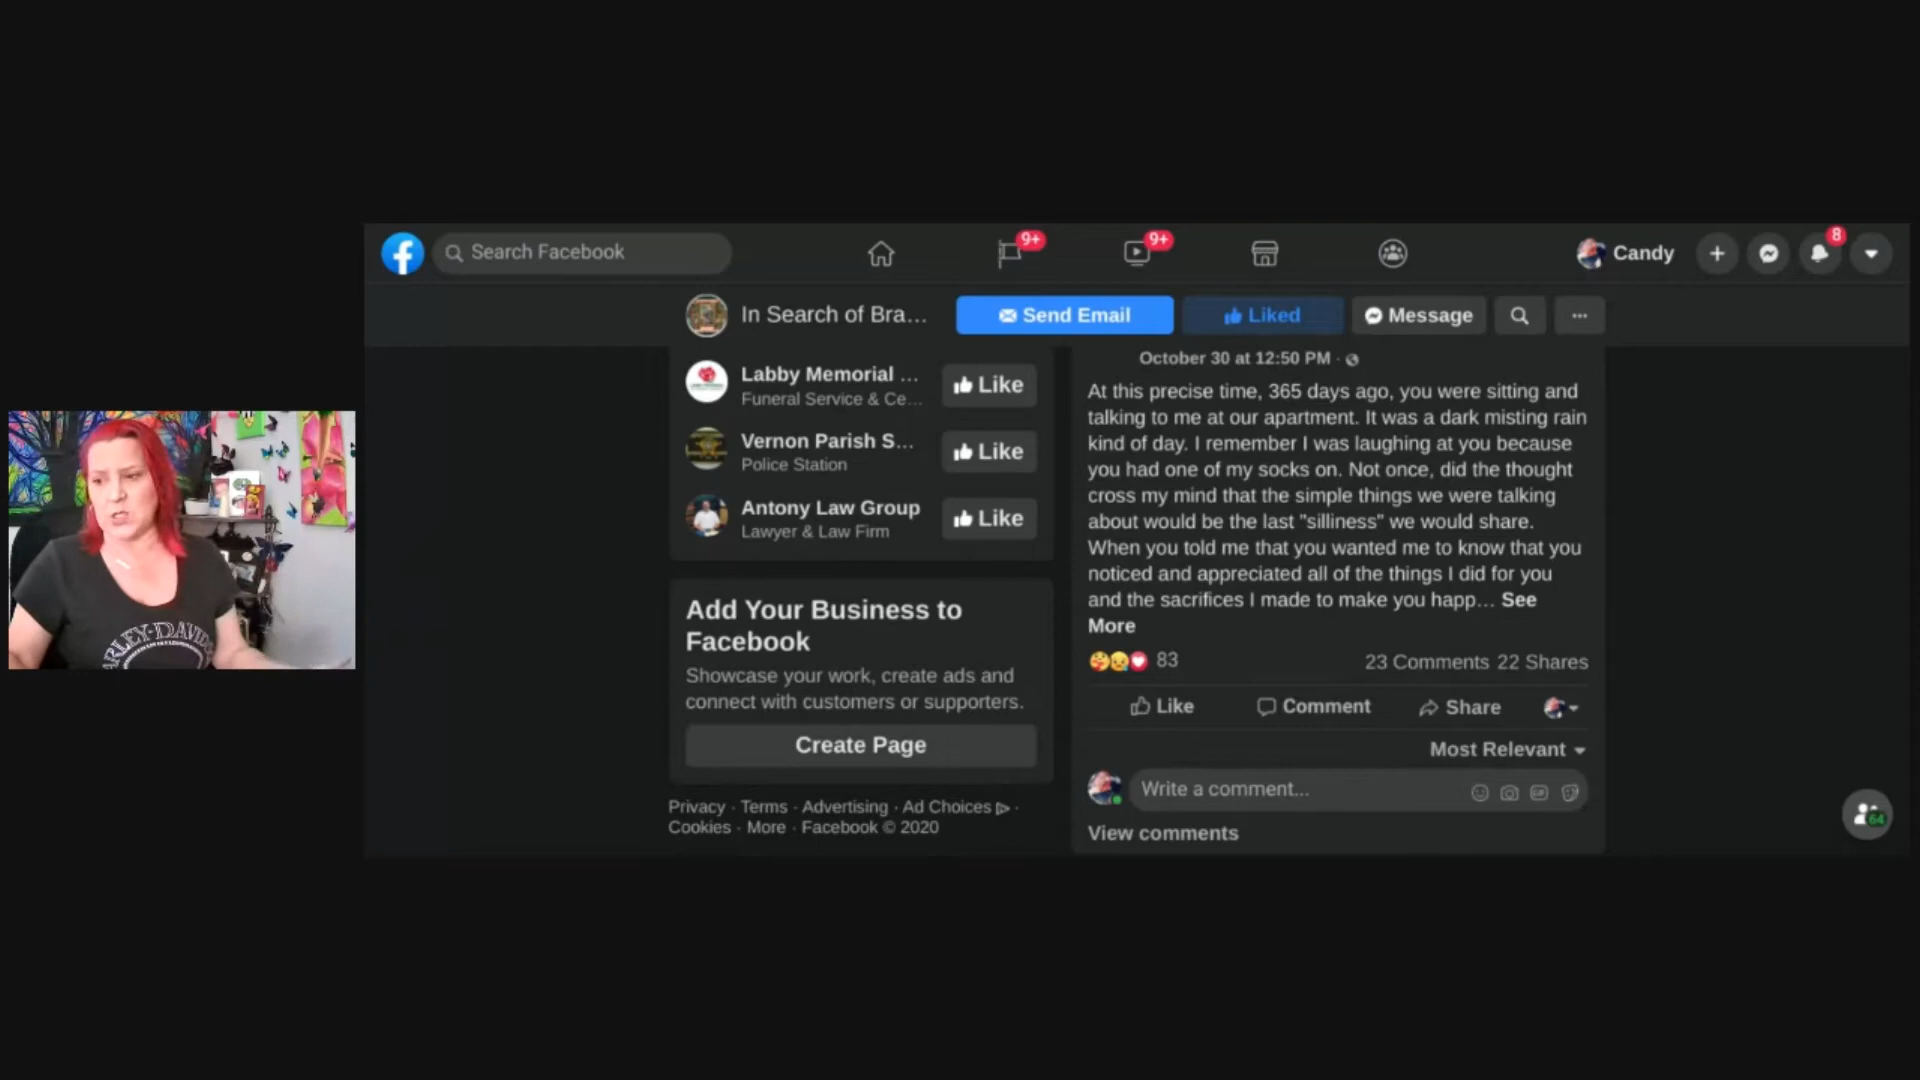 Search Facebook
9+
9+
Candy
8
In Search of Bra...
Send Email
Liked
Message
Labby Memorial ...
Funeral Service & Ce...
Like
Vernon Parish S...
Police Station
Like
Antony Law Group
Lawyer & Law Firm
Like
Add Your Business to
Facebook
Showcase your work, create ads and
connect with customers or supporters.
Create Page
Privacy · Terms · Advertising · Ad Choices ·
Cookies · More · Facebook © 2020
October 30 at 12:50 PM ·
At this precise time, 365 days ago, you were sitting and
talking to me at our apartment. It was a dark misting rain
kind of day. I remember I was laughing at you because
you had one of my socks on. Not once, did the thought
cross my mind that the simple things we were talking
about would be the last "silliness" we would share.
When you told me that you wanted me to know that you
noticed and appreciated all of the things I did for you
and the sacrifices I made to make you happ... See
More
83
23 Comments 22 Shares
Like
Comment
Share
Most Relevant
Write a comment...
GIF
View comments
64
HARLEY-DAVIDS